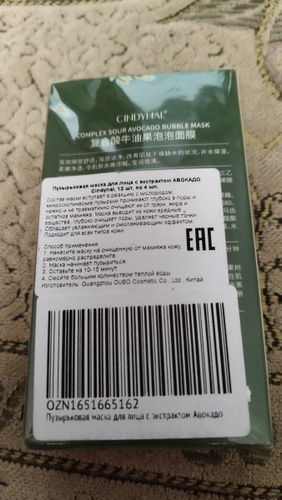 CINDYNAL
COMPLEX SOUR AVOCADO BUBBLE MASK
复合酸牛油果泡泡面膜
Пузырьковая маска для лица с экстрактом АВОКАДО
Cindynal, 12 шт. по 4 мл.
Состав маски вступает в реакцию с кислородом
микроскопические пузырьки проникают глубоко в поры и
нежно и не травматично очищают их от грязи, жира и
остатков макияжа. Маска выводит из кожи вредные
вещества, глубоко очищает поры, удаляет черные точки.
Обладает увлажняющим и омолаживающим эффектом.
Подходит для всех типов кожи.
Способ применения:
1. Нанесите маску на очищенную от макияжа кожу,
равномерно распределите
2. Маска начинает пузыриться
3. Оставьте на 10-15 минут
4. Смойте большим количеством теплой воды.
Изготовитель: Guangzhou OUBO Cosmetic Co., Ltd., Китай
EAC
OZN1651665162
Пузырьковая маска для лица с экстрактом Авокадо